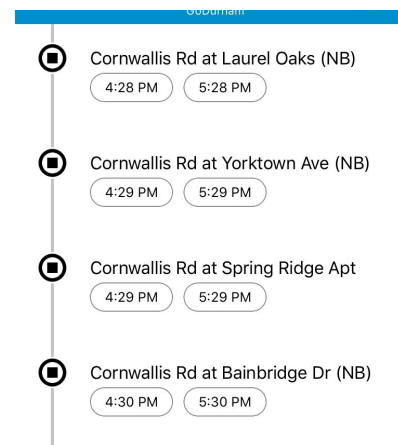 GoDurham
Cornwallis Rd at Laurel Oaks (NB)
4:28 PM 5:28 PM
Cornwallis Rd at Yorktown Ave (NB)
4:29 PM 5:29 PM
Cornwallis Rd at Spring Ridge Apt
4:29 PM 5:29 PM
Cornwallis Rd at Bainbridge Dr (NB)
4:30 PM 5:30 PM